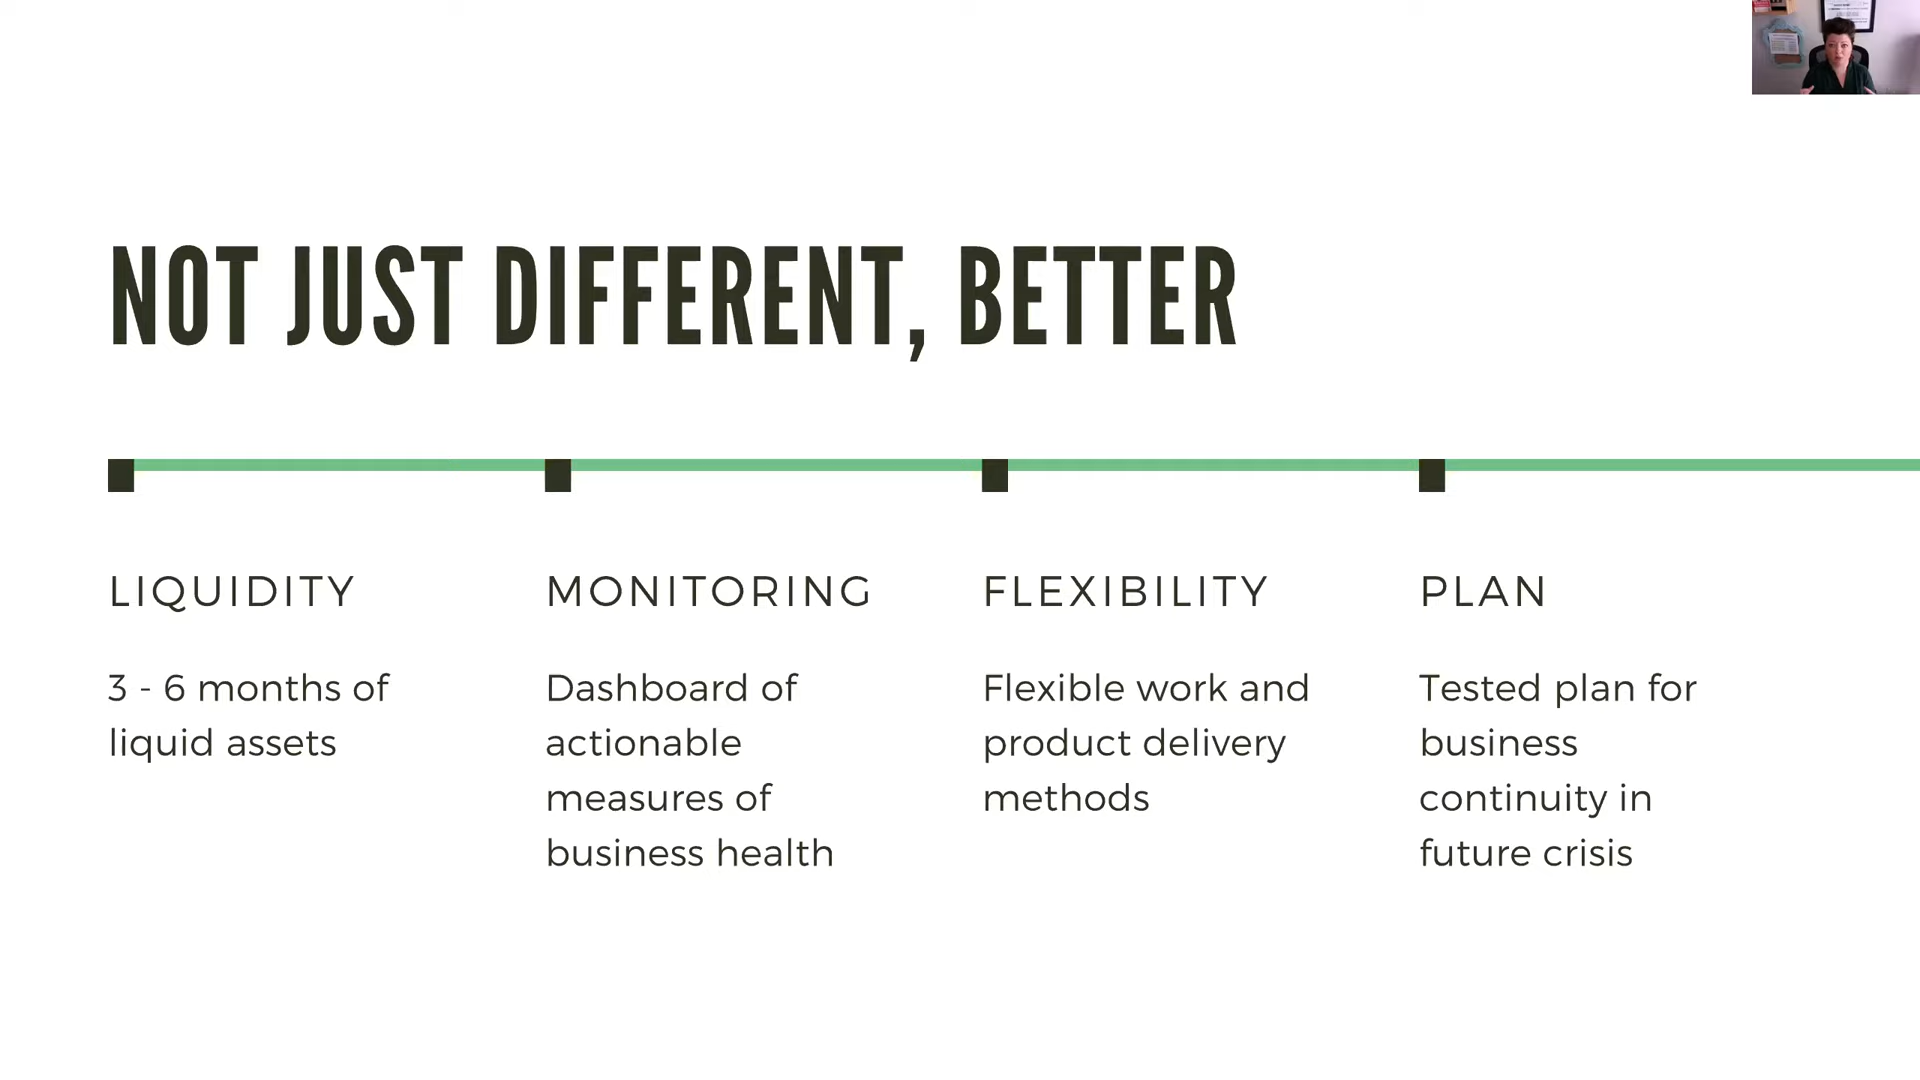 NOT JUST DIFFERENT, BETTER
LIQUIDITY
3 - 6 months of
liquid assets
MONITORING
Dashboard of
actionable
measures of
business health
FLEXIBILITY
Flexible work and
product delivery
methods
PLAN
Tested plan for
business
continuity in
future crisis